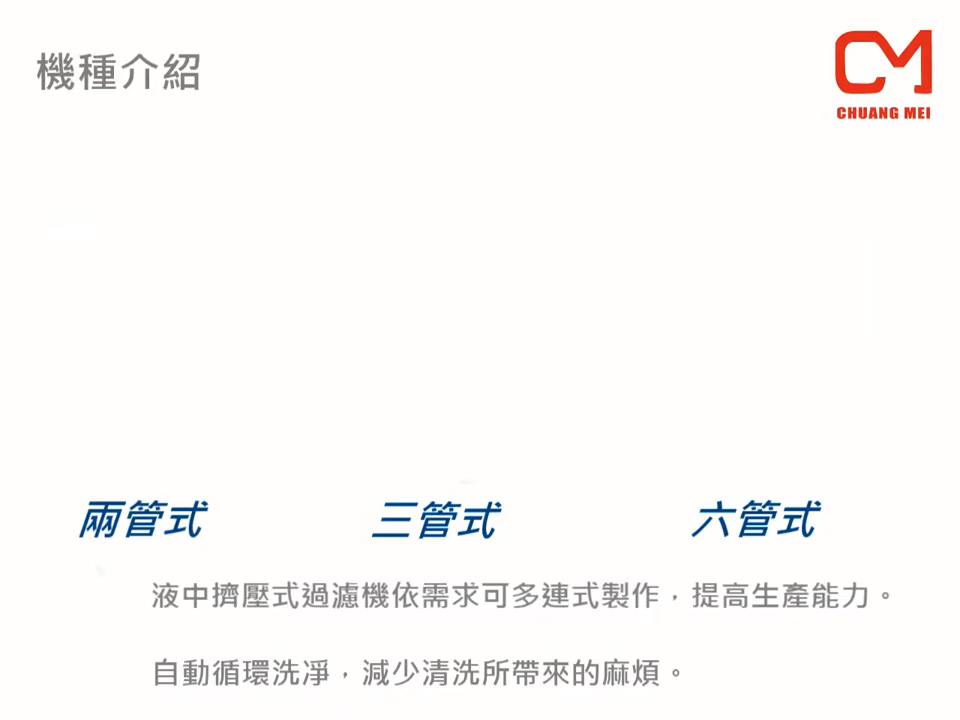 機種介紹
CM
CHUANG MEI
兩管式 三管式 六管式
液中擠壓式過濾機依需求可多連式製作，提高生產能力。
自動循環洗凈，減少清洗所帶來的麻煩。